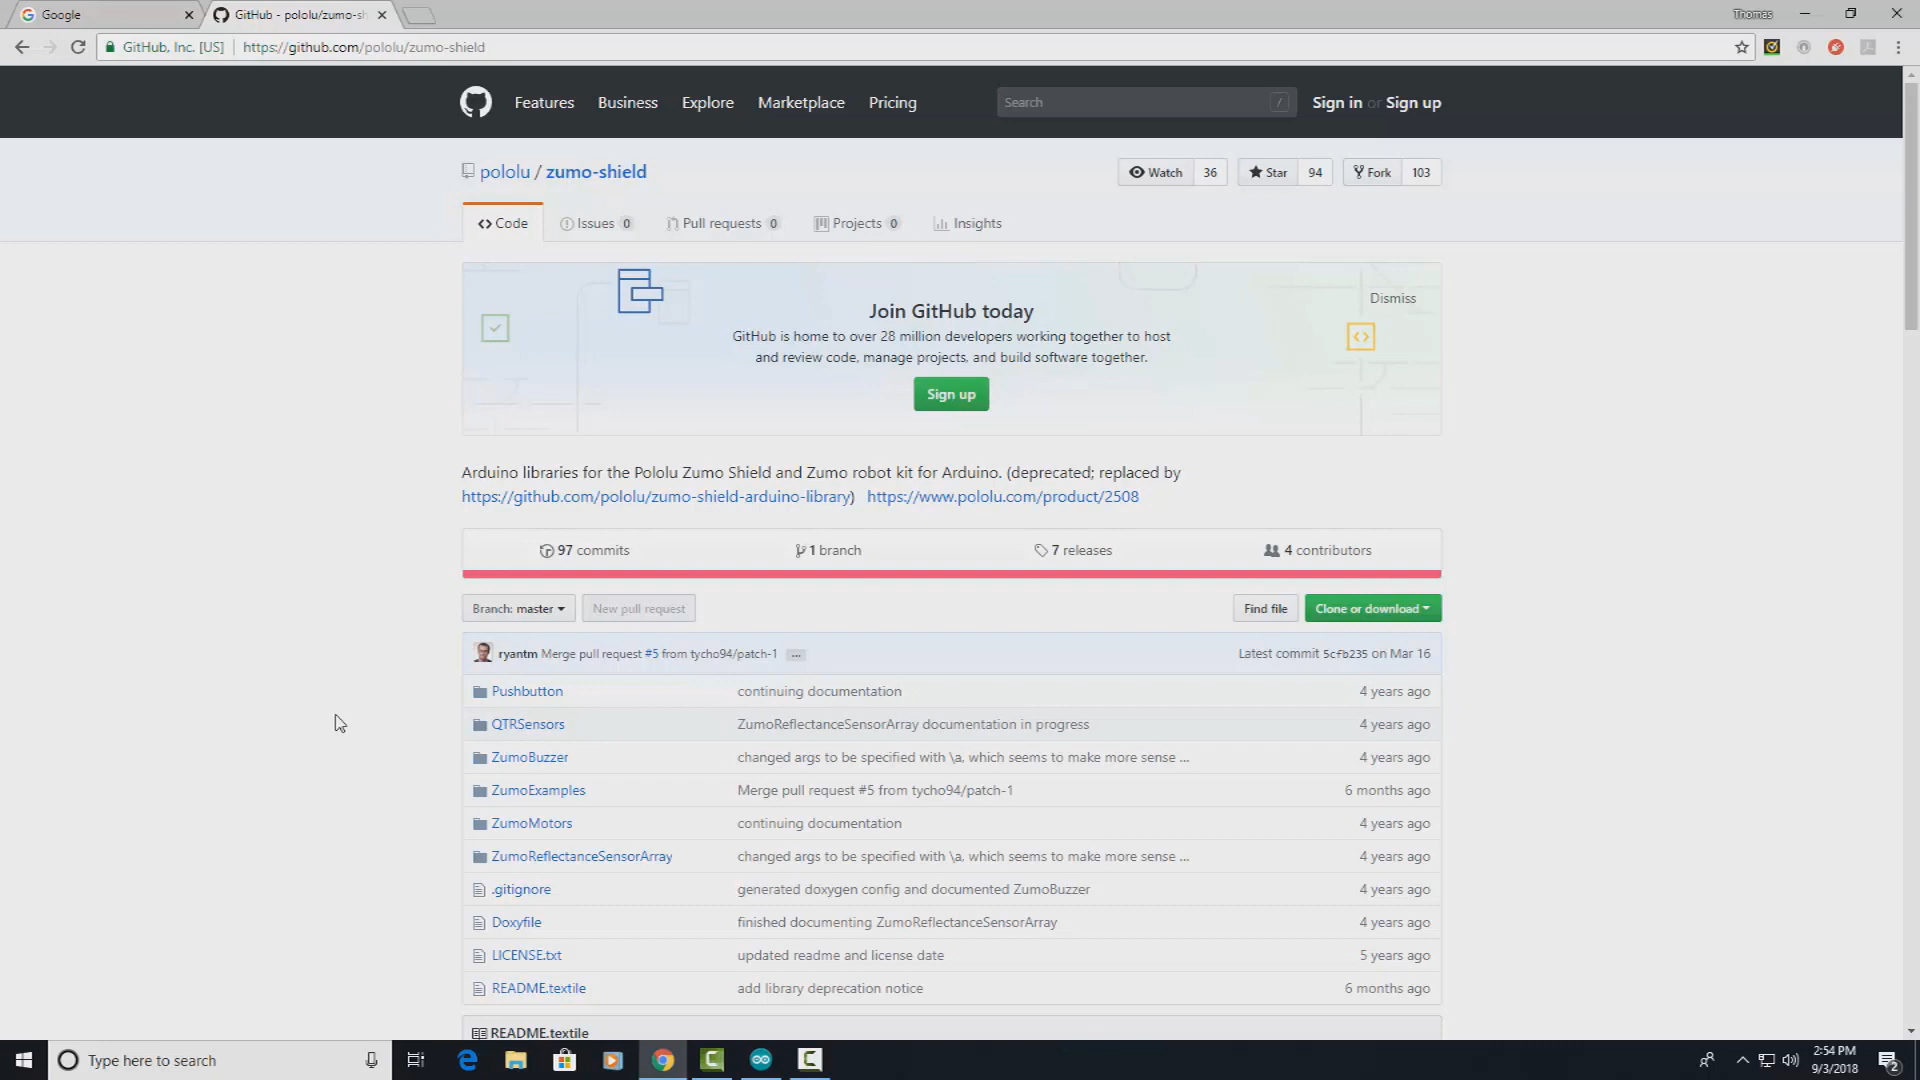 Google
GitHub - pololu/zumo-sh
Thomas
GitHub, Inc. [US]
https://github.com/pololu/zumo-shield
Features
Business
Explore
Marketplace
Pricing
Search
/
Sign in or Sign up
pololu / zumo-shield
Watch 36
Star 94
Fork 103
<> Code
Issues 0
Pull requests 0
Projects 0
Insights
Dismiss
Join GitHub today
GitHub is home to over 28 million developers working together to host
and review code, manage projects, and build software together.
Sign up
Arduino libraries for the Pololu Zumo Shield and Zumo robot kit for Arduino. (deprecated; replaced by
https://github.com/pololu/zumo-shield-arduino-library) https://www.pololu.com/product/2508
97 commits
1 branch
7 releases
4 contributors
Branch: master
New pull request
Find file
Clone or download
ryantm Merge pull request #5 from tycho94/patch-1 ...
Latest commit 5cfb235 on Mar 16
Pushbutton continuing documentation 4 years ago
QTRSensors ZumoReflectanceSensorArray documentation in progress 4 years ago
ZumoBuzzer changed args to be specified with \a, which seems to make more sense ... 4 years ago
ZumoExamples Merge pull request #5 from tycho94/patch-1 6 months ago
ZumoMotors continuing documentation 4 years ago
ZumoReflectanceSensorArray changed args to be specified with \a, which seems to make more sense ... 4 years ago
.gitignore generated doxygen config and documented ZumoBuzzer 4 years ago
Doxyfile finished documenting ZumoReflectanceSensorArray 4 years ago
LICENSE.txt updated readme and license date 5 years ago
README.textile add library deprecation notice 6 months ago
README.textile
Type here to search
2:54 PM
9/3/2018
2